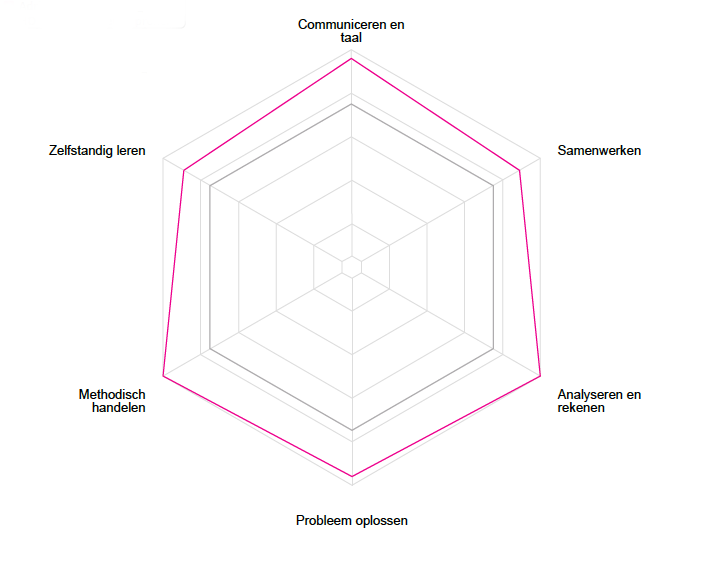 Communiceren en
taal
Zelfstandig leren
Samenwerken
Methodisch
handelen
Analyseren en
rekenen
Probleem oplossen